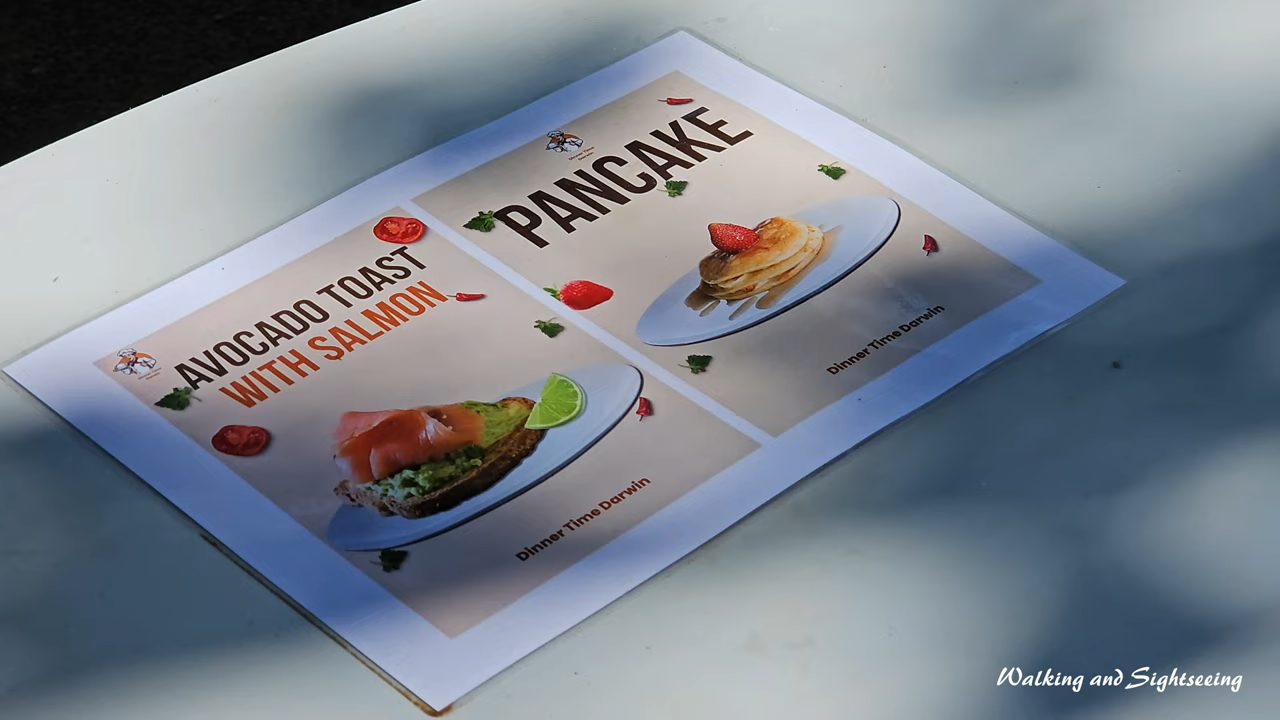 AVOCADO TOAST
WITH SALMON
Dinner Time Darwin
PANCAKE
Dinner Time Darwin
Walking and Sightseeing